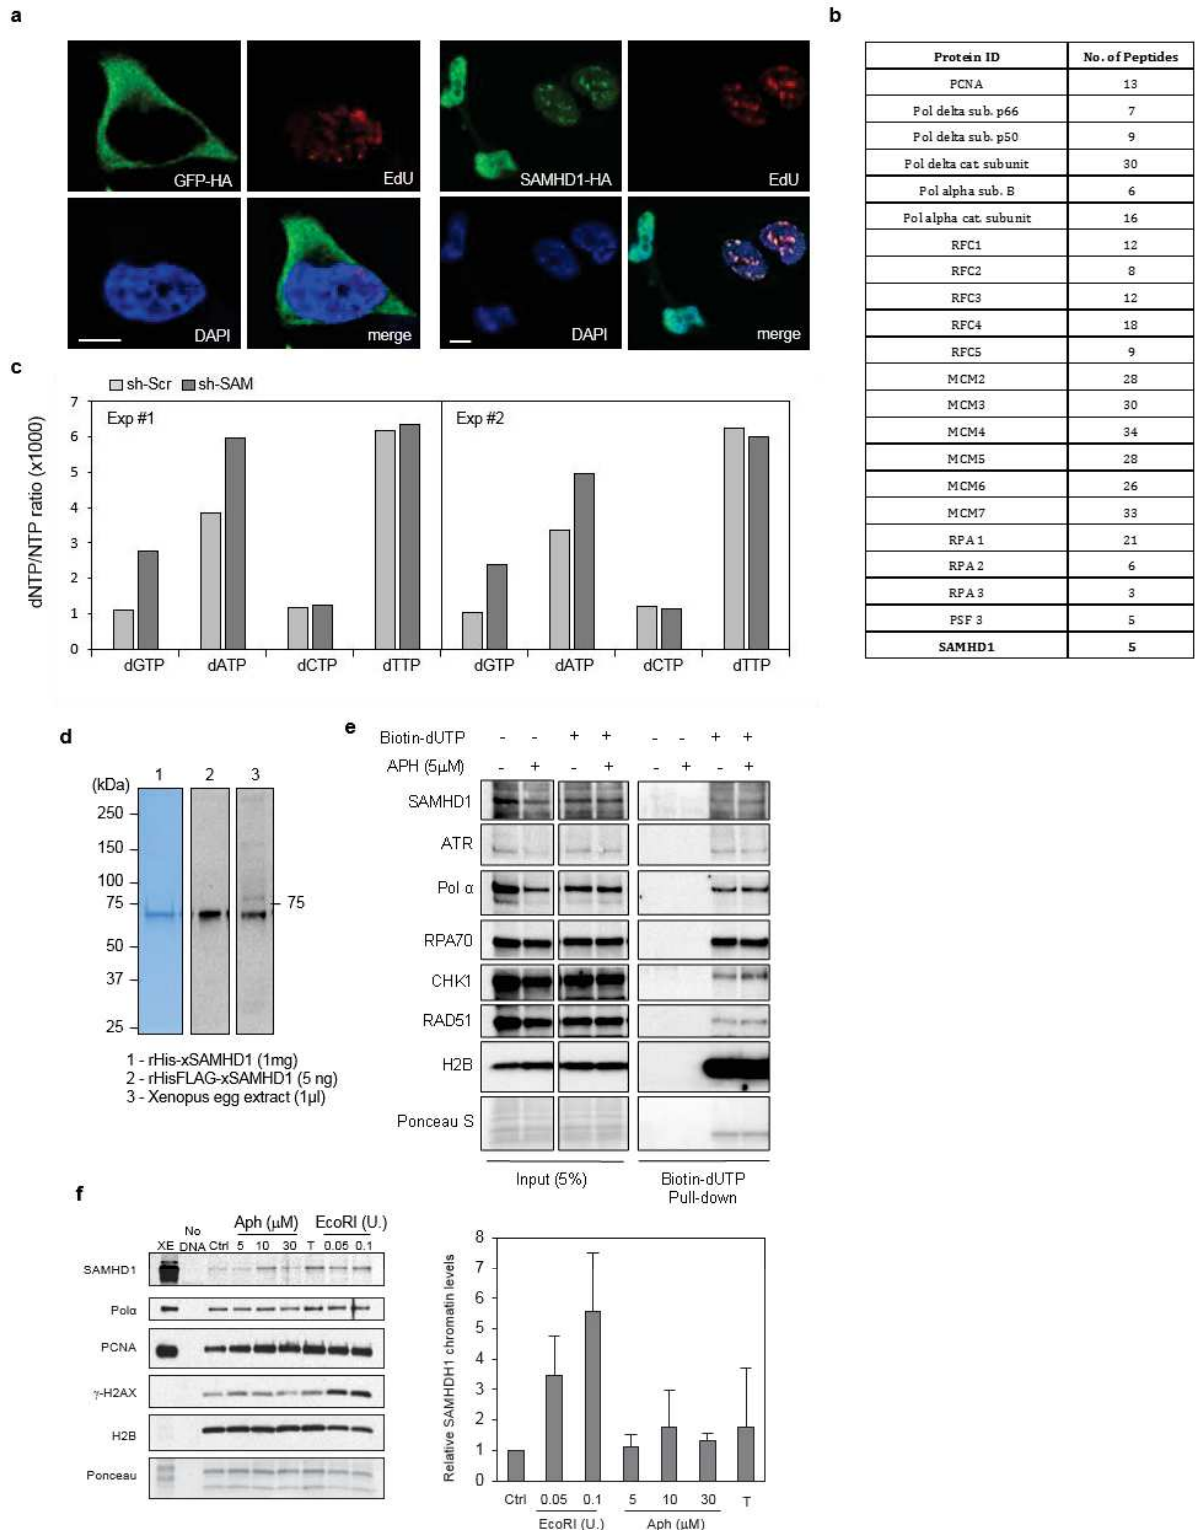 a
GFP-HA
EdU
SAMHD1-HA
EdU
DAPI
merge
DAPI
merge
b
Protein ID No. of Peptides
PCNA 13
Pol delta sub. p66 7
Pol delta sub. p50 9
Pol delta cat. subunit 30
Pol alpha sub. B 6
Pol alpha cat. subunit 16
RFC1 12
RFC2 8
RFC3 12
RFC4 18
RFC5 9
MCM2 28
MCM3 30
MCM4 34
MCM5 28
MCM6 26
MCM7 33
RPA 1 21
RPA 2 6
RPA 3 3
PSF 3 5
SAMHD1 5
c
sh-Scr sh-SAM
dNTP/NTP ratio (x1000)
7
6
5
4
3
2
1
0
Exp #1
Exp #2
dGTP dATP dCTP dTTP dGTP dATP dCTP dTTP
d
1 2 3
(kDa)
250
150
100
75
50
37
25
75
1 - rHis-xSAMHD1 (1mg)
2 - rHisFLAG-xSAMHD1 (5 ng)
3 - Xenopus egg extract (1µl)
e
Biotin-dUTP - - + + - - + +
APH (5µM) - + - + - + - +
SAMHD1
ATR
Pol α
RPA70
CHK1
RAD51
H2B
Ponceau S
Input (5%)
Biotin-dUTP
Pull-down
f
Aph (µM) EcoRI (U.)
XE No DNA Ctrl 5 10 30 T 0.05 0.1
SAMHD1
Polα
PCNA
γ-H2AX
H2B
Ponceau
Relative SAMHDH1 chromatin levels
8
7
6
5
4
3
2
1
0
Ctrl 0.05 0.1 5 10 30 T
EcoRI (U.) Aph (µM)